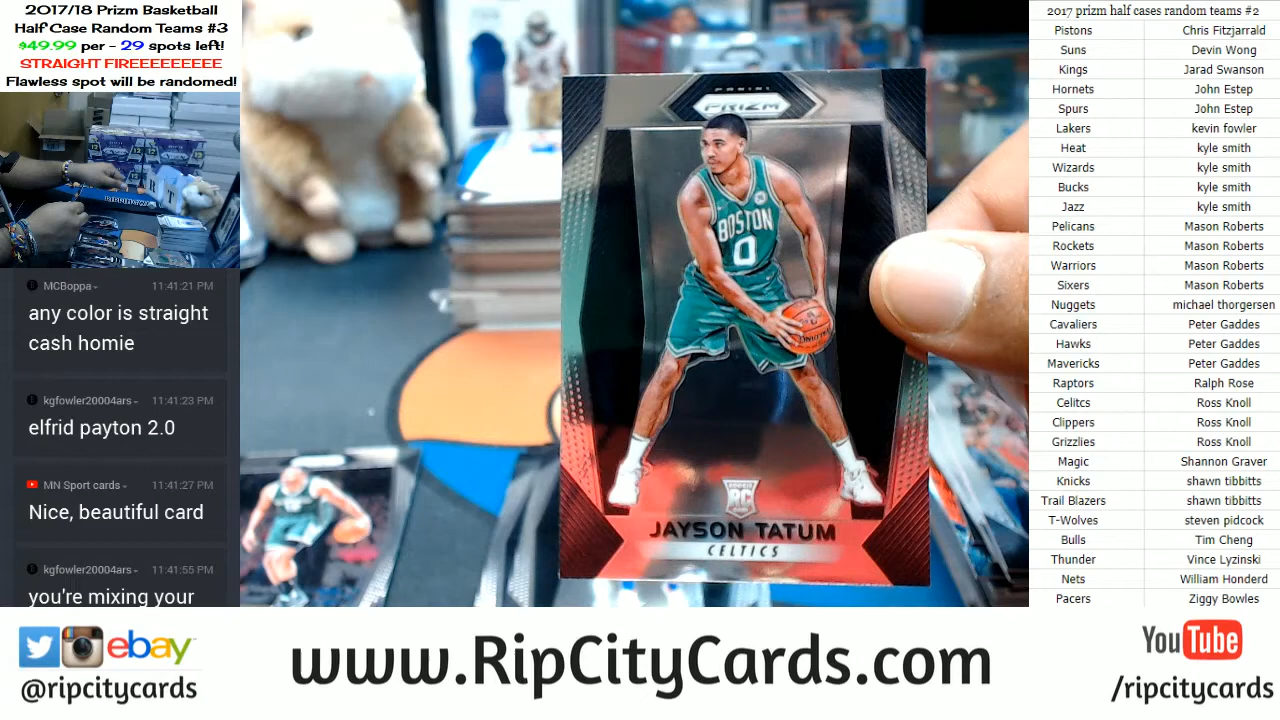 2017/18 Prizm Basketball
Half Case Random Teams #3
$49.99 per - 29 spots left!
STRAIGHT FIREEEEEEEEE
Flawless spot will be randomed!
MCBoppa
11:41:21 PM
any color is straight
cash homie
kgfowler20004ars
11:41:23 PM
elfrid payton 2.0
MN Sport cards
11:41:27 PM
Nice, beautiful card
kgfowler20004ars
11:41:55 PM
you're mixing your
PANINI
PRIZM
BOSTON
0
RC
JAYSON TATUM
CELTICS
2017 prizm half cases random teams #2
Pistons Chris Fitzjarrald
Suns Devin Wong
Kings Jarad Swanson
Hornets John Estep
Spurs John Estep
Lakers kevin fowler
Heat kyle smith
Wizards kyle smith
Bucks kyle smith
Jazz kyle smith
Pelicans Mason Roberts
Rockets Mason Roberts
Warriors Mason Roberts
Sixers Mason Roberts
Nuggets michael thorgersen
Cavaliers Peter Gaddes
Hawks Peter Gaddes
Mavericks Peter Gaddes
Raptors Ralph Rose
Celitcs Ross Knoll
Clippers Ross Knoll
Grizzlies Ross Knoll
Magic Shannon Graver
Knicks shawn tibbitts
Trail Blazers shawn tibbitts
T-Wolves steven pidcock
Bulls Tim Cheng
Thunder Vince Lyzinski
Nets William Honderd
Pacers Ziggy Bowles
ebay
@ripcitycards
www.RipCityCards.com
YouTube
/ripcitycards